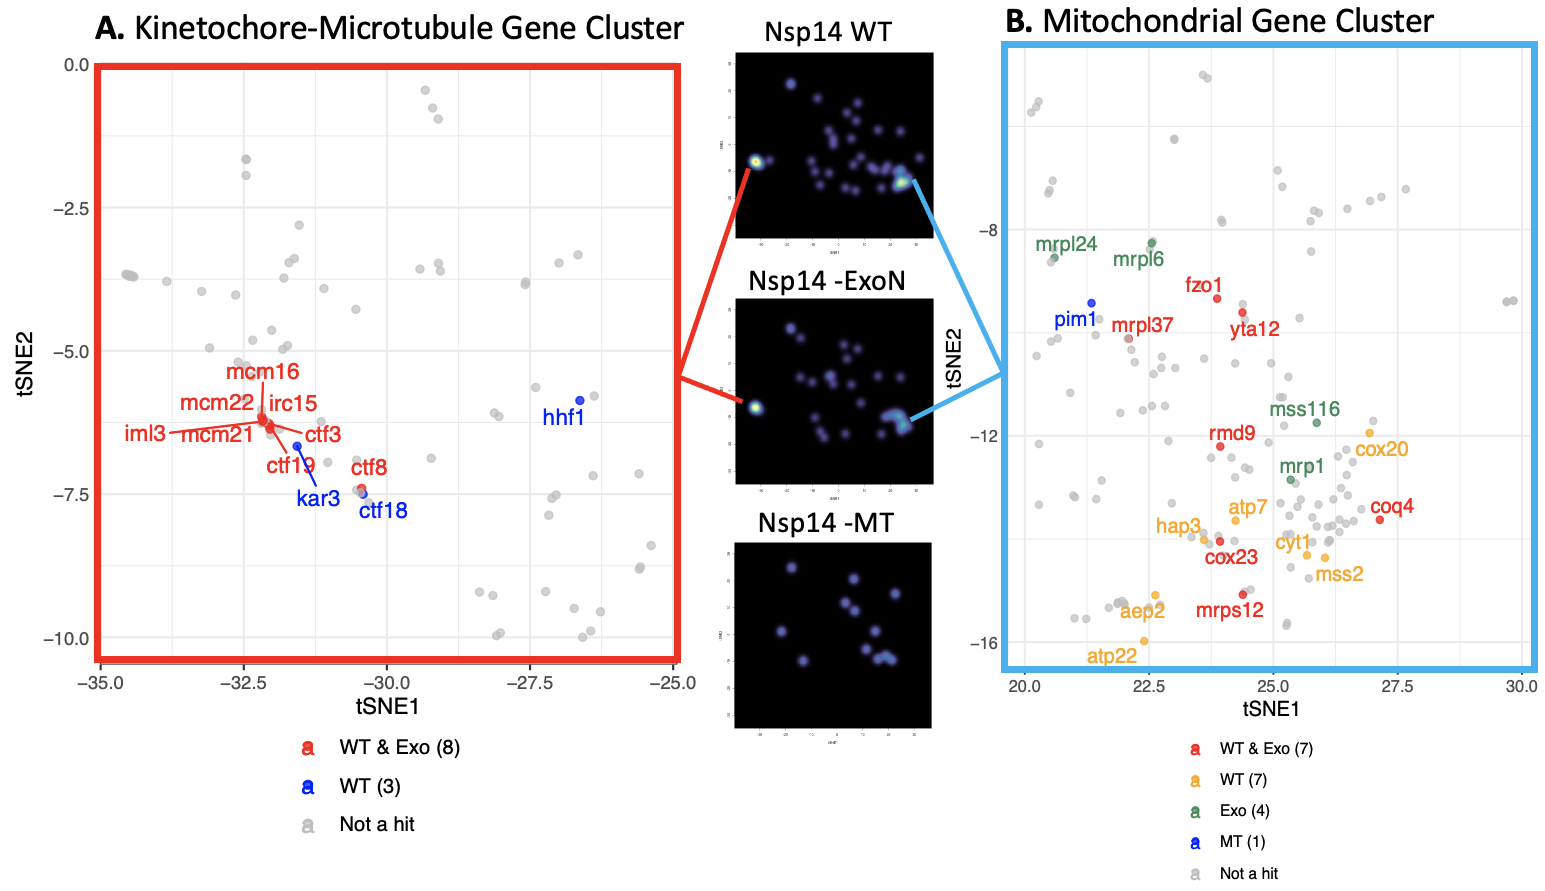 A. Kinetochore-Microtubule Gene Cluster
Nsp14 WT
B. Mitochondrial Gene Cluster
0.0
−2.5
−5.0
−7.5
−10.0
tSNE2
−35.0
−32.5
−30.0
−27.5
−25.0
tSNE1
mcm16
mcm22
irc15
iml3
mcm21
ctf3
ctf19
kar3
ctf8
ctf18
hhf1
a WT & Exo (8)
a WT (3)
a Not a hit
Nsp14 -ExoN
Nsp14 -MT
tSNE2
−8
−12
−16
20.0
22.5
25.0
27.5
30.0
tSNE1
mrpl24
mrpl6
fzo1
pim1
mrpl37
yta12
mss116
rmd9
cox20
mrp1
atp7
coq4
hap3
cyt1
cox23
mss2
aep2
mrps12
atp22
a WT & Exo (7)
a WT (7)
a Exo (4)
a MT (1)
a Not a hit